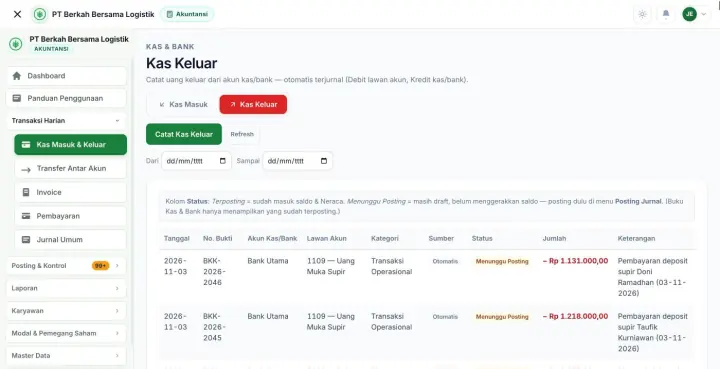 PT Berkah Bersama Logistik
Akuntansi
JE
PT Berkah Bersama Logistik
AKUNTANSI
Dashboard
Panduan Penggunaan
Transaksi Harian
Kas Masuk & Keluar
Transfer Antar Akun
Invoice
Pembayaran
Jurnal Umum
Posting & Kontrol 99+
Laporan
Karyawan
Modal & Pemegang Saham
Master Data
KAS & BANK
Kas Keluar
Catat uang keluar dari akun kas/bank — otomatis terjurnal (Debit lawan akun, Kredit kas/bank).
Kas Masuk
Kas Keluar
Catat Kas Keluar
Refresh
Dari dd/mm/tttt Sampai dd/mm/tttt
Kolom Status: Terposting = sudah masuk saldo & Neraca. Menunggu Posting = masih draft, belum menggerakkan saldo — posting dulu di menu Posting Jurnal. (Buku
Kas & Bank hanya menampilkan yang sudah terposting.)
Tanggal No. Bukti Akun Kas/Bank Lawan Akun Kategori Sumber Status Jumlah Keterangan
2026- BKK- Bank Utama 1109 — Uang Transaksi Otomatis Menunggu Posting − Rp 1.131.000,00 Pembayaran deposit
11-03 2026- Muka Supir Operasional supir Doni
2046 Ramadhan (03-11-
2026)
2026- BKK- Bank Utama 1109 — Uang Transaksi Otomatis Menunggu Posting − Rp 1.218.000,00 Pembayaran deposit
11-03 2026- Muka Supir Operasional supir Taufik
2045 Kurniawan (03-11-
2026)